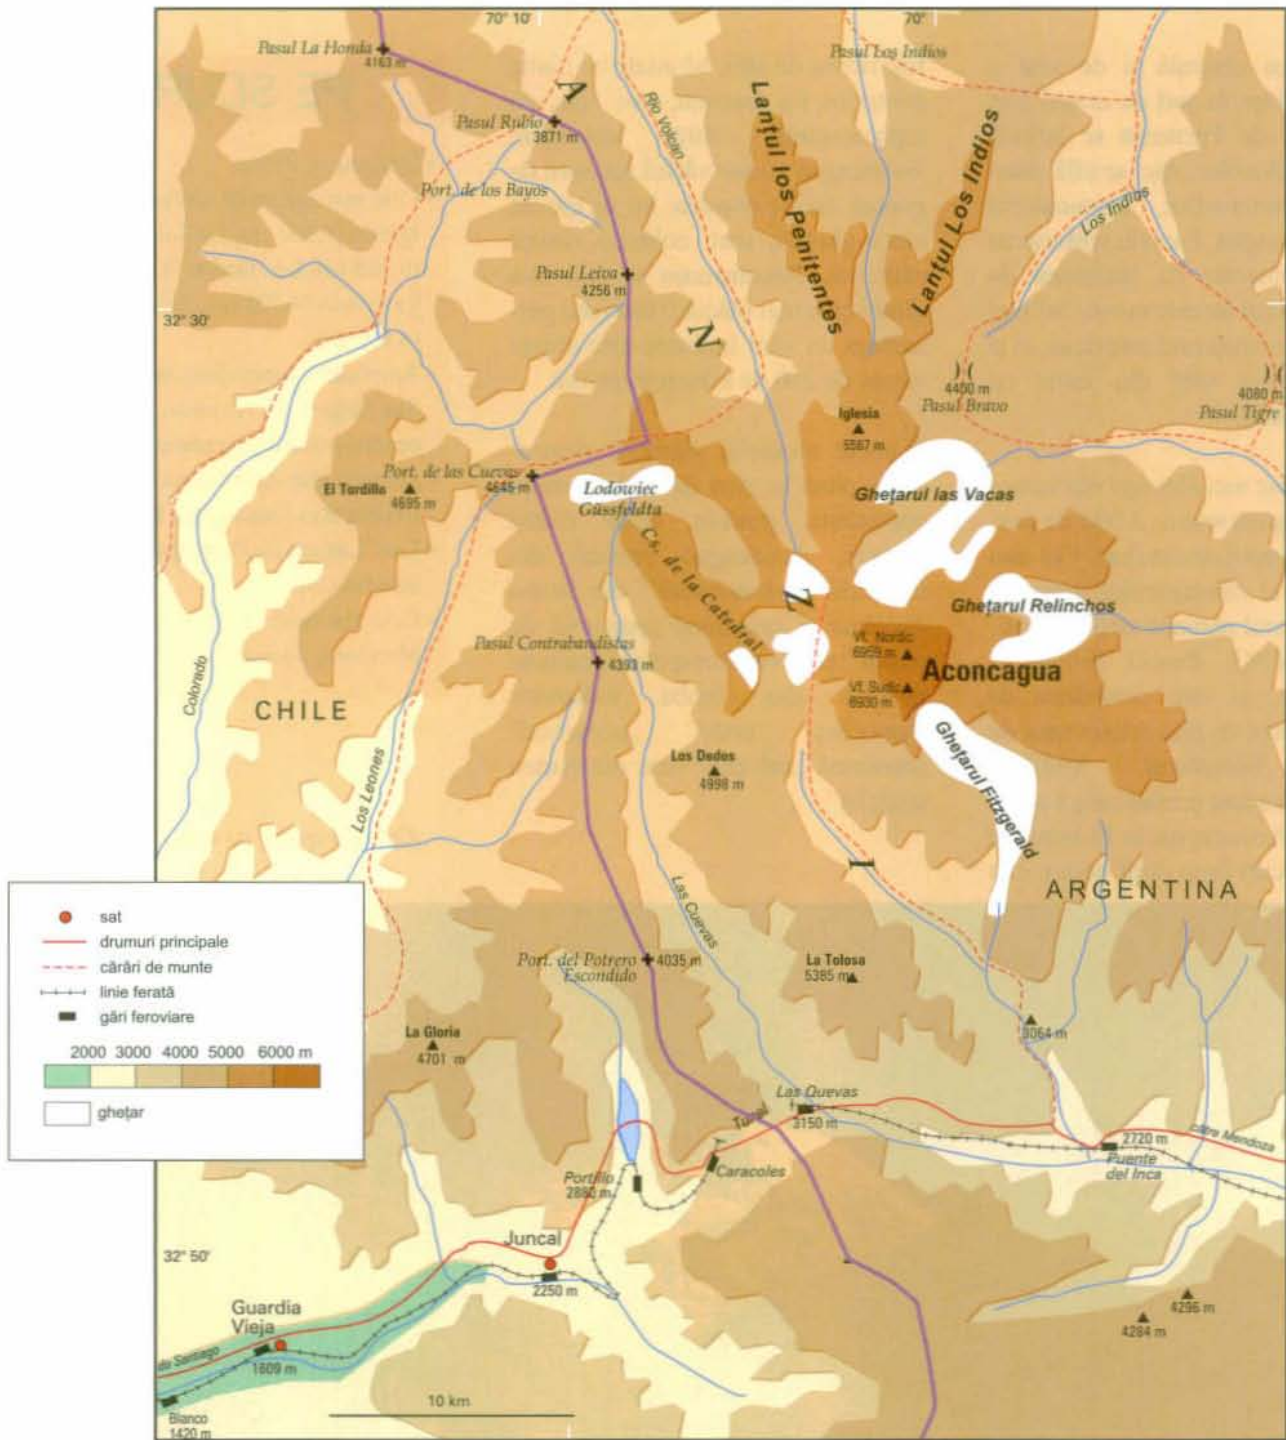 70° 10'
70°
Pasul La Honda
4163 m
Pasul Los Indios
A
Pasul Rubio
3871 m
Rio Volcan
Lanțul los Penitentes
Lanțul Los Indios
Port. de los Bayos
Los Indios
Pasul Leiva
4256 m
32° 30'
N
4400 m
Pasul Bravo
4080 m
Pasul Tigre
Iglesia
5567 m
Port. de las Cuevas
4645 m
El Tordillo
4695 m
Lodowiec
Güssfeldta
Ghețarul las Vacas
Cs. de la Catedral
Z
Ghețarul Relinchos
Vf. Nordic
6959 m
Aconcagua
Vf. Sudic
6930 m
Pasul Contrabandistas
4393 m
Colorado
CHILE
Los Leones
Los Dedos
4998 m
Ghețarul Fitzgerald
I
ARGENTINA
Las Cuevas
Port. del Potrero
Escondido
4035 m
La Tolosa
5385 m
La Gloria
4701 m
3064 m
sat
drumuri principale
cărări de munte
linie ferată
gări feroviare
2000 3000 4000 5000 6000 m
ghețar
Las Quevas
3150 m
Tunel
Caracoles
2720 m
Puente
del Inca
către Mendoza
Portillo
2880 m
Juncal
2250 m
32° 50'
Guardia
Vieja
1609 m
de Santiago
Blanco
1420 m
4296 m
4284 m
10 km